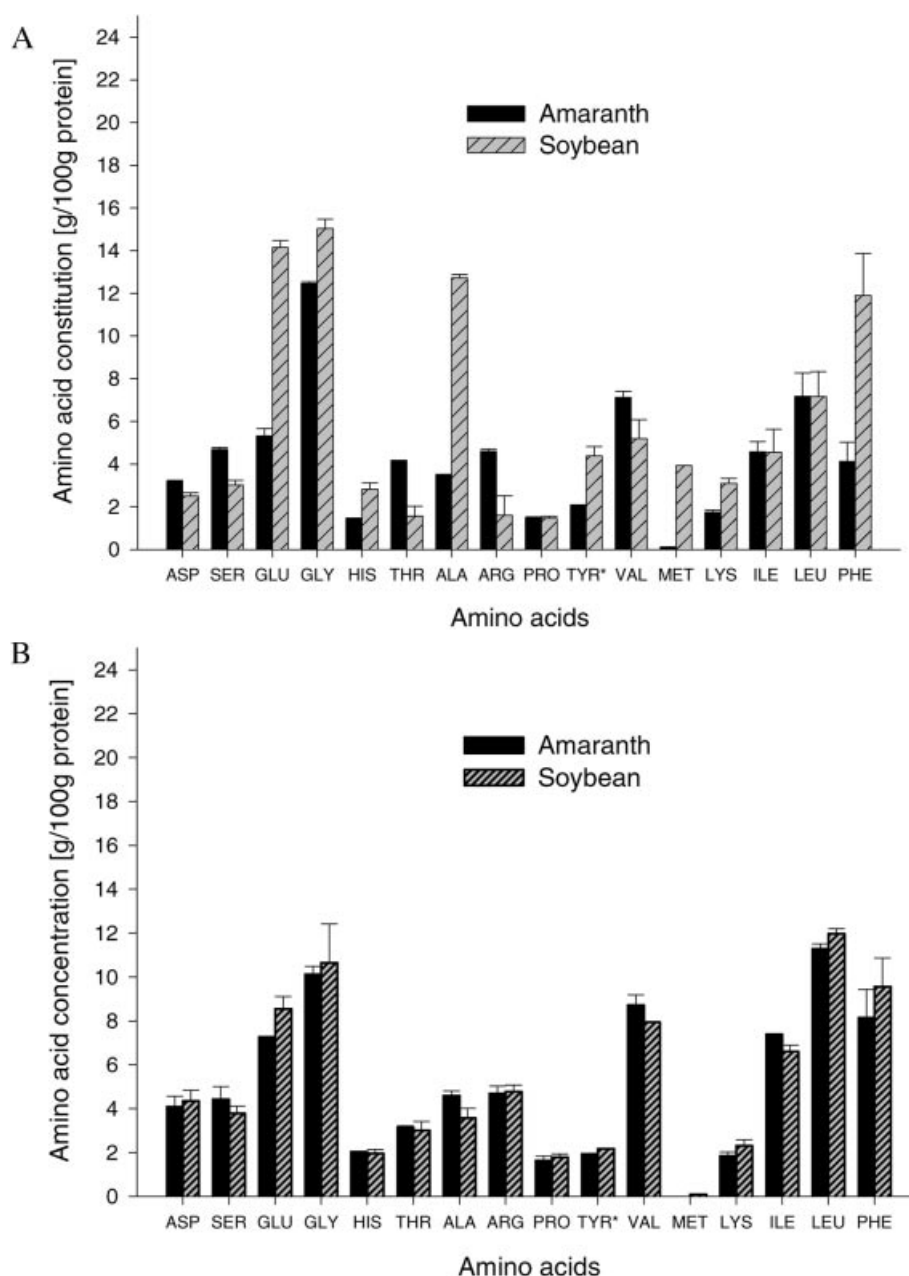 A
Amino acid constitution [g/100g protein]
24
22
20
18
16
14
12
10
8
6
4
2
0
Amaranth
Soybean
ASP SER GLU GLY HIS THR ALA ARG PRO TYR* VAL MET LYS ILE LEU PHE
Amino acids
B
Amino acid concentration [g/100g protein]
24
22
20
18
16
14
12
10
8
6
4
2
0
Amaranth
Soybean
ASP SER GLU GLY HIS THR ALA ARG PRO TYR* VAL MET LYS ILE LEU PHE
Amino acids